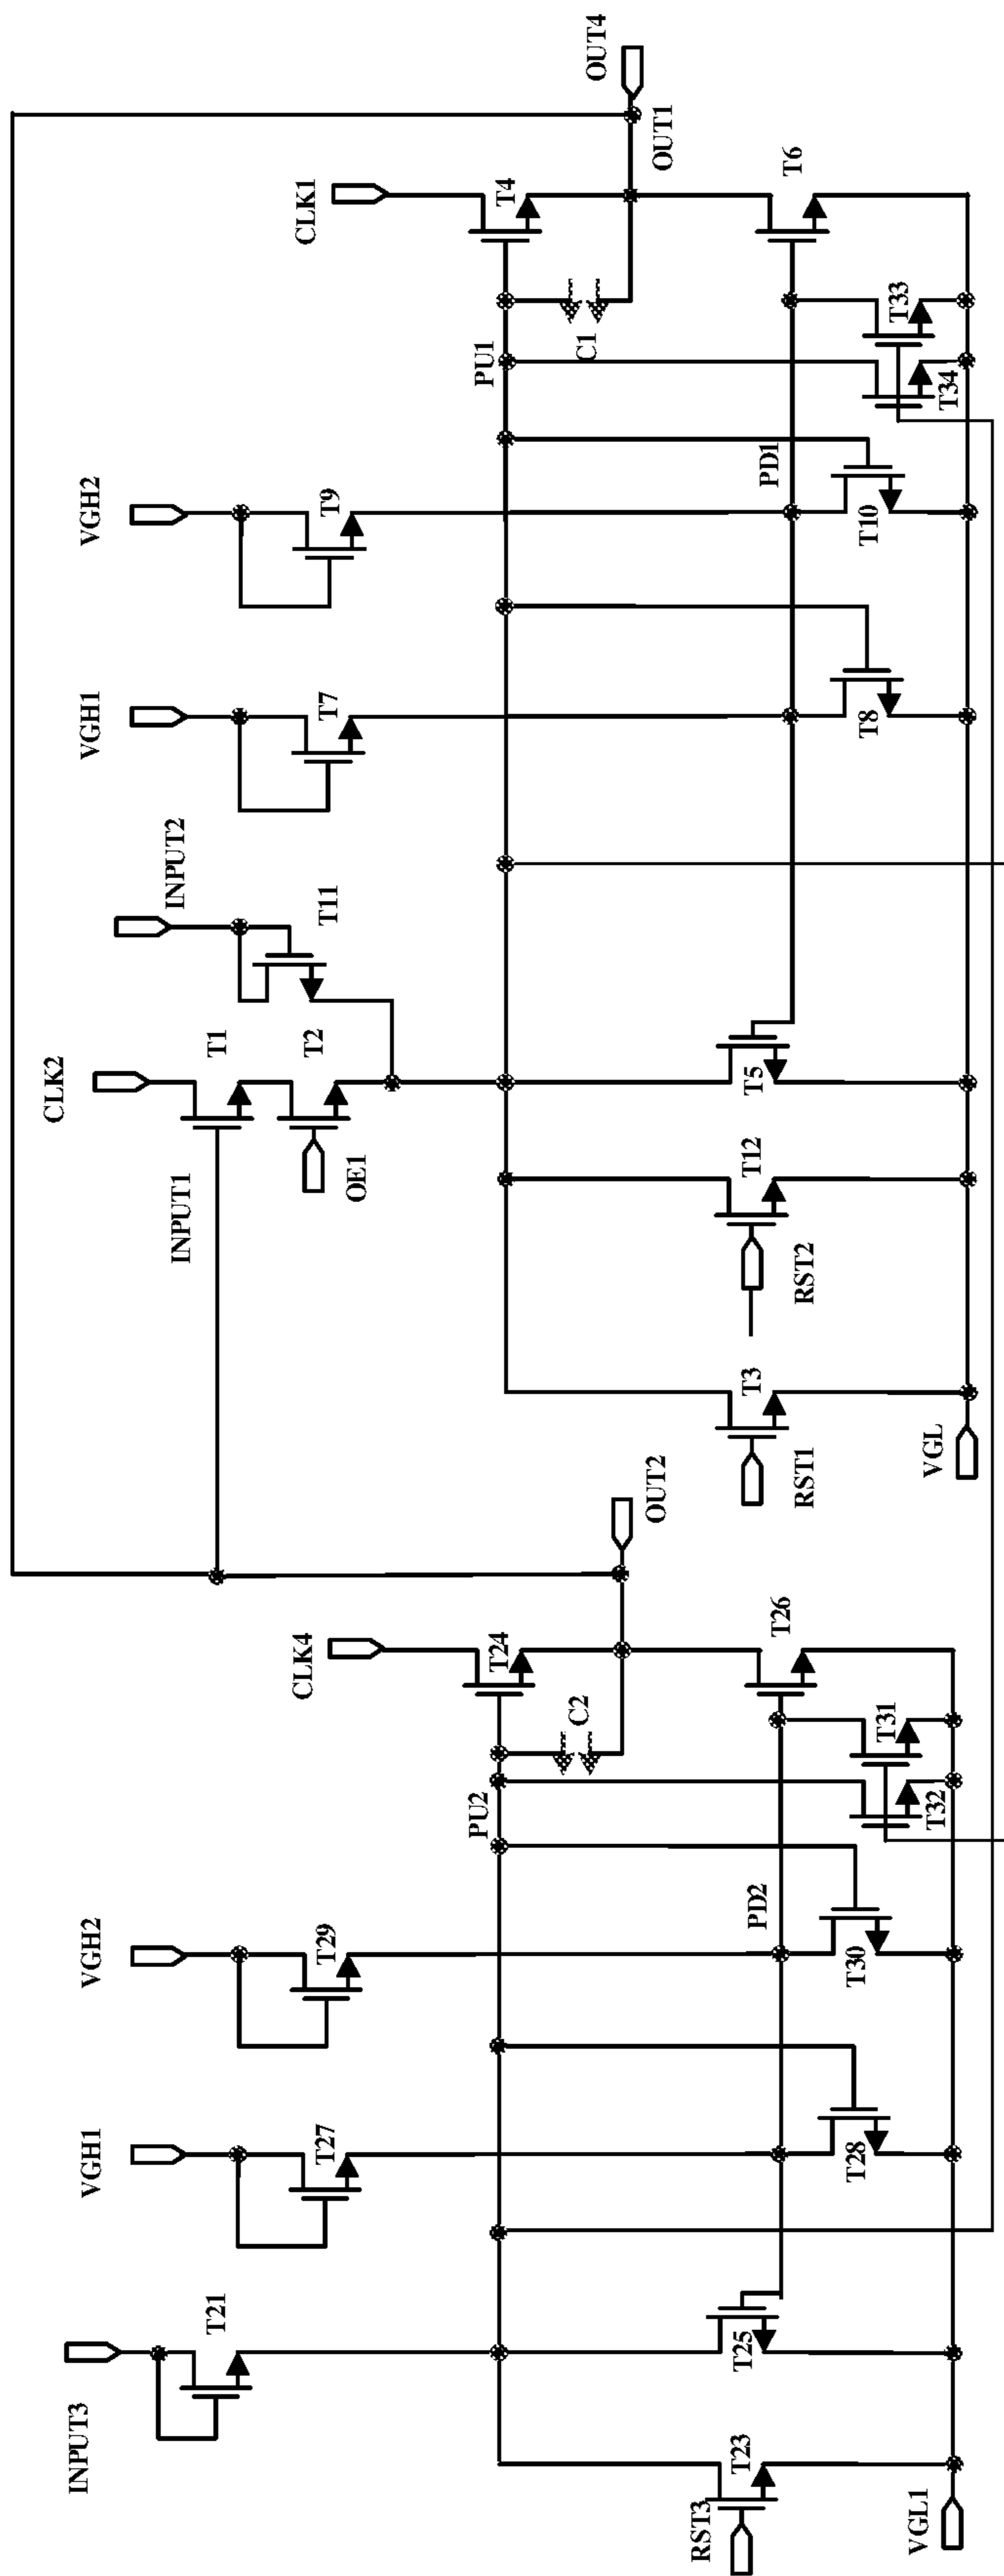 INPUT3
T21
VGH1
T27
VGH2
T29
CLK4
T24
C2
PU2
OUT2
RST3
T23
T25
T28
PD2
T30
T32
T31
T26
VGL1
INPUT1
CLK2
T1
OE1
T2
INPUT2
T11
VGH1
T7
VGH2
T9
CLK1
T4
PU1
C1
OUT1
OUT4
RST1
T3
RST2
T12
T5
T8
PD1
T10
T34
T33
T6
VGL